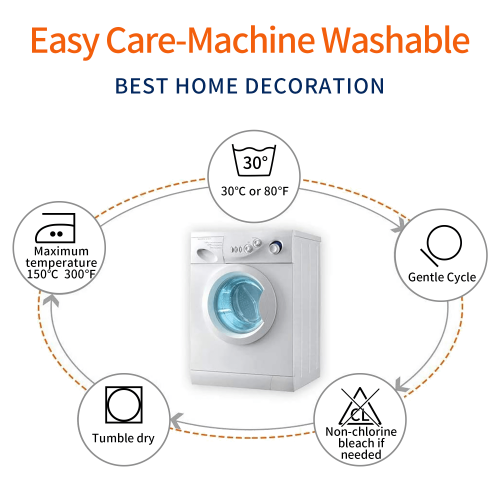 Easy Care-Machine Washable
BEST HOME DECORATION
30°
30°C or 80°F
Maximum
temperature
150°C 300°F
Gentle Cycle
Tumble dry
CL
Non-chlorine
bleach if
needed